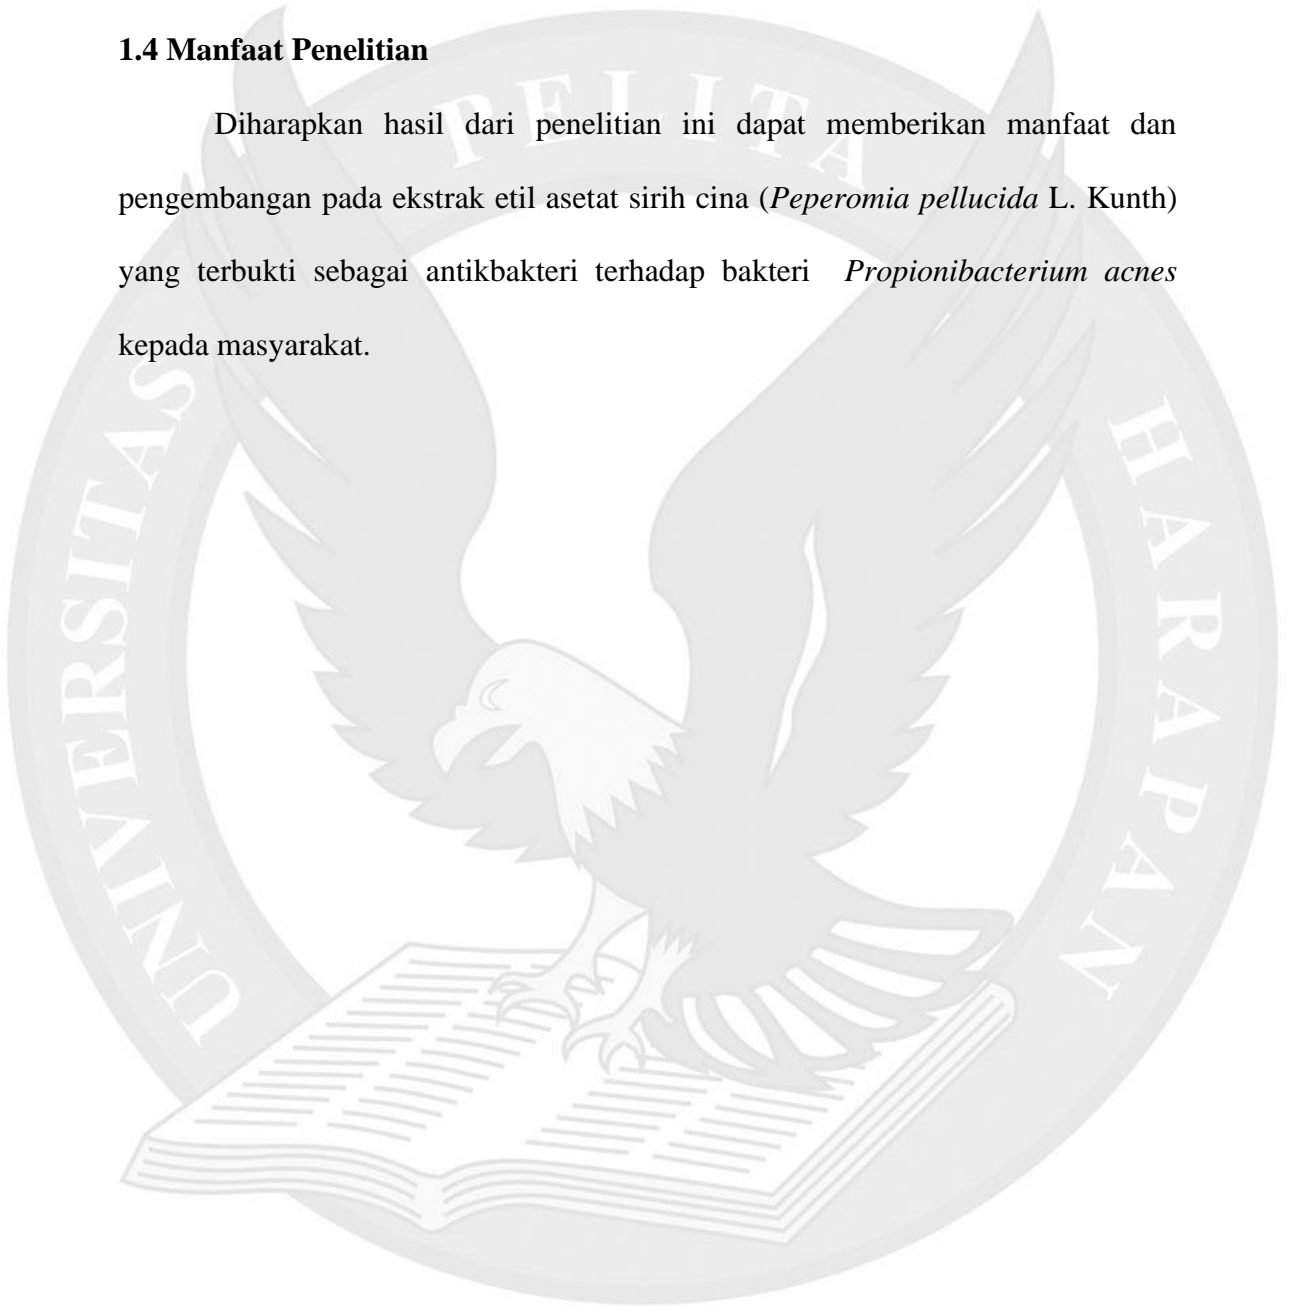 1.4 Manfaat Penelitian
Diharapkan hasil dari penelitian ini dapat memberikan manfaat dan
pengembangan pada ekstrak etil asetat sirih cina (Peperomia pellucida L. Kunth)
yang terbukti sebagai antikbakteri terhadap bakteri Propionibacterium acnes
kepada masyarakat.
UNIVERSITAS PELITA HARAPAN